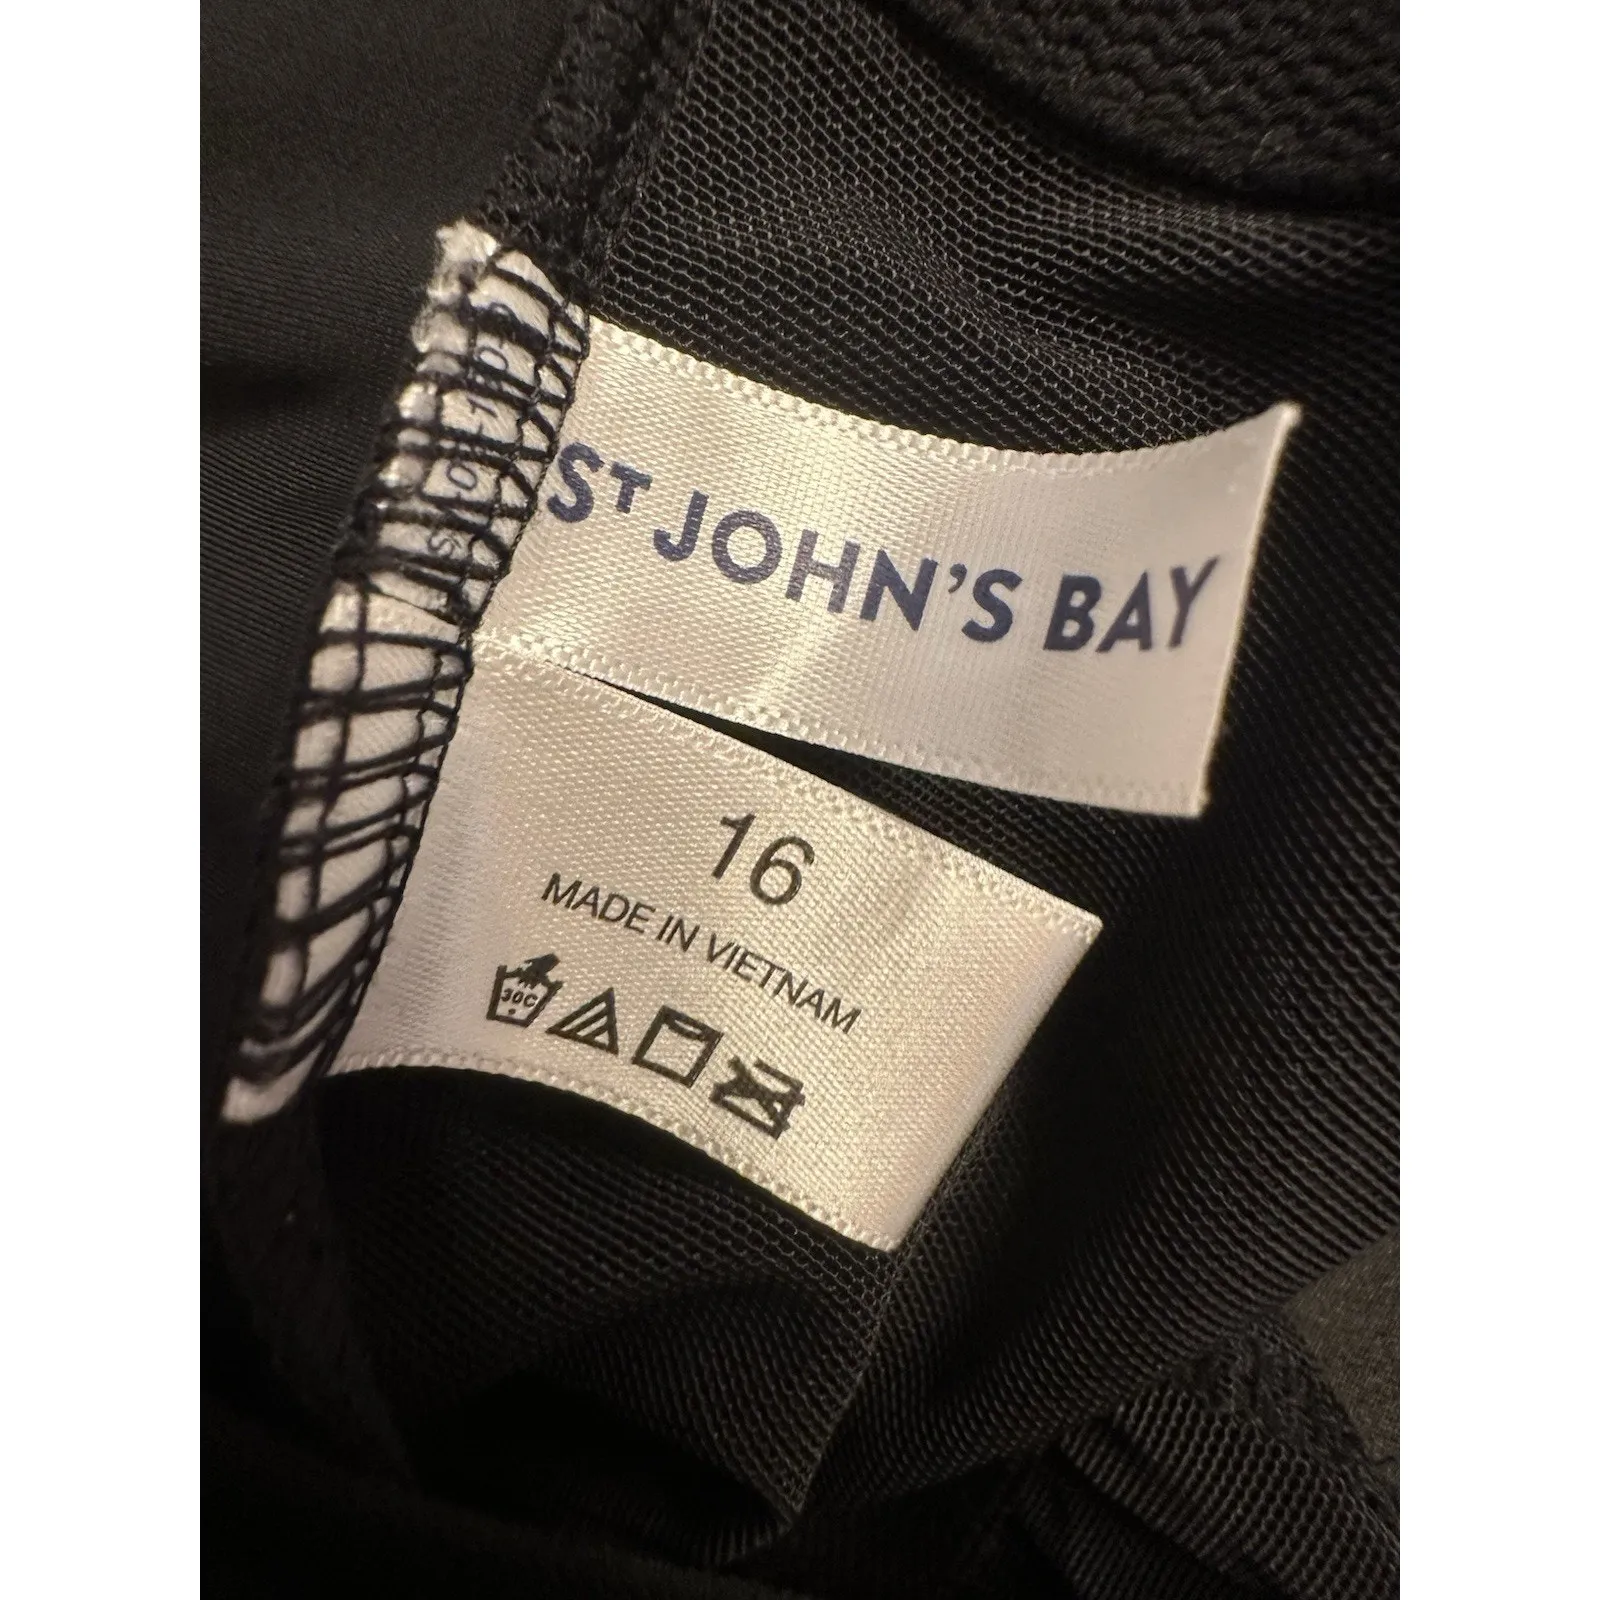 ST JOHN'S BAY
16
MADE IN VIETNAM
30C